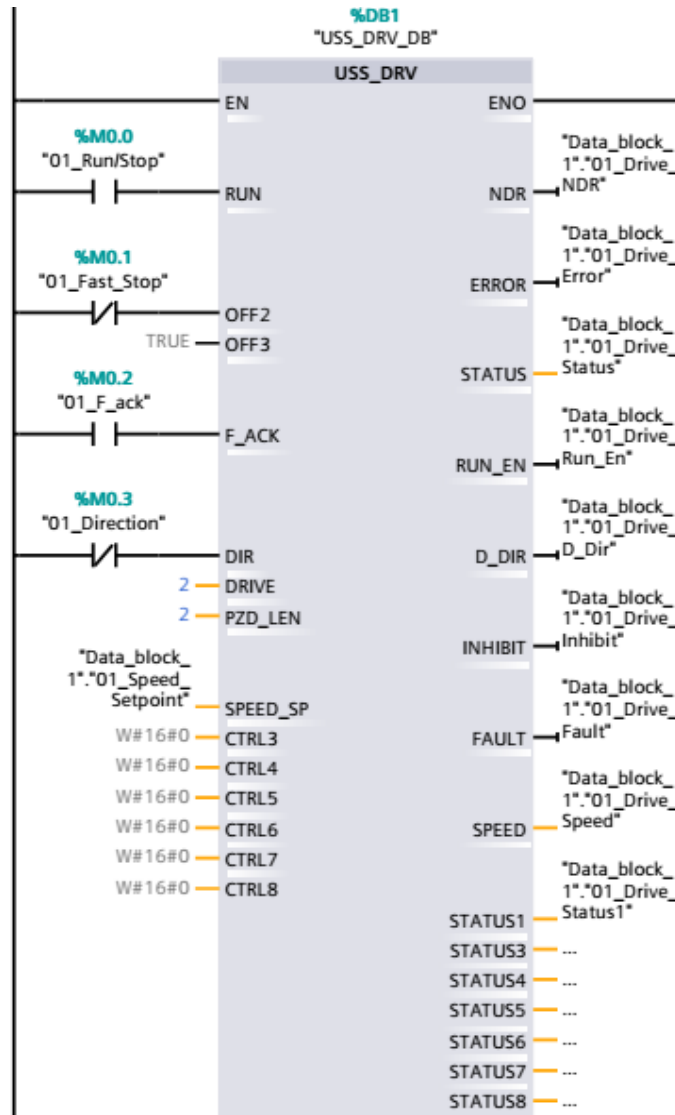 %DB1
"USS_DRV_DB"
USS_DRV
EN
ENO
%M0.0
"01_Run/Stop"
RUN
NDR
"Data_block_
1"."01_Drive_
NDR"
%M0.1
"01_Fast_Stop"
OFF2
ERROR
"Data_block_
1"."01_Drive_
Error"
TRUE
OFF3
STATUS
"Data_block_
1"."01_Drive_
Status"
%M0.2
"01_F_ack"
F_ACK
RUN_EN
"Data_block_
1"."01_Drive_
Run_En"
%M0.3
"01_Direction"
DIR
D_DIR
"Data_block_
1"."01_Drive_
D_Dir"
2
DRIVE
2
PZD_LEN
INHIBIT
"Data_block_
1"."01_Drive_
Inhibit"
"Data_block_
1"."01_Speed_
Setpoint"
SPEED_SP
W#16#0
CTRL3
FAULT
"Data_block_
1"."01_Drive_
Fault"
W#16#0
CTRL4
W#16#0
CTRL5
W#16#0
CTRL6
SPEED
"Data_block_
1"."01_Drive_
Speed"
W#16#0
CTRL7
W#16#0
CTRL8
STATUS1
"Data_block_
1"."01_Drive_
Status1"
STATUS3
...
STATUS4
...
STATUS5
...
STATUS6
...
STATUS7
...
STATUS8
...